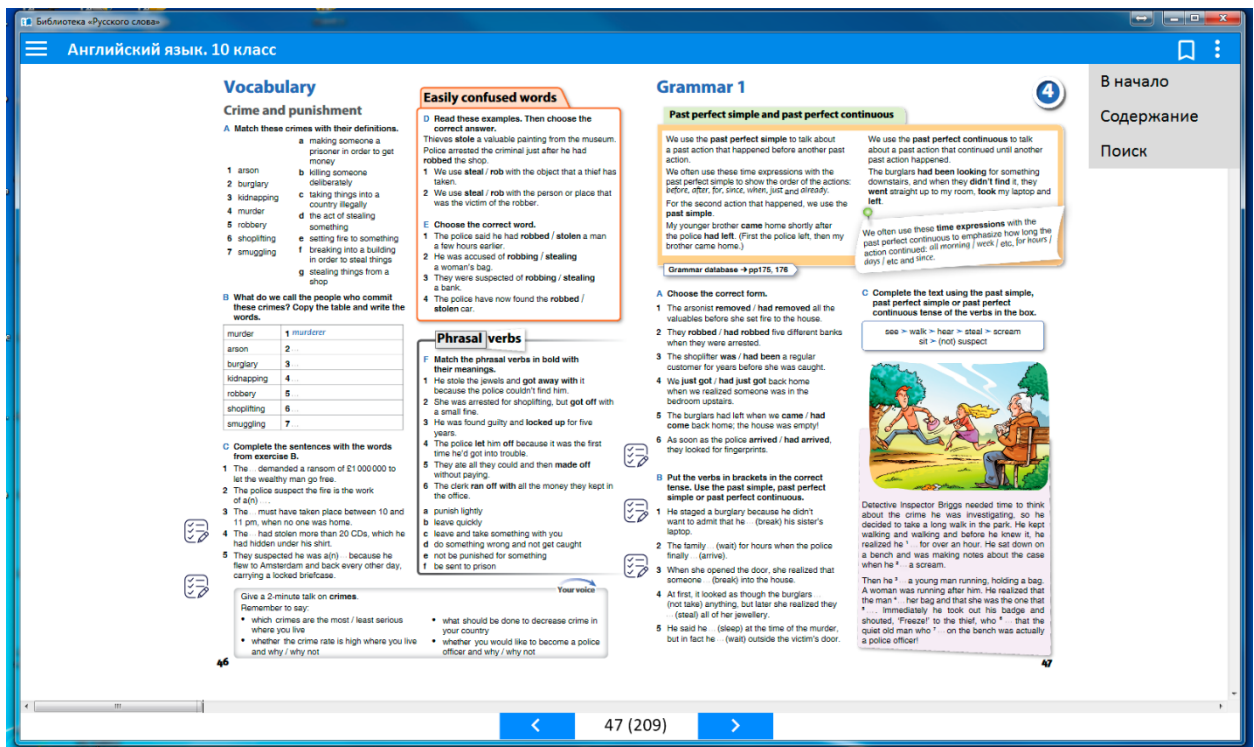 Библиотека «Русского слова»
Английский язык. 10 класс
В начало
Содержание
Поиск
Vocabulary
Crime and punishment
A Match these crimes with their definitions.
1 arson
2 burglary
3 kidnapping
4 murder
5 robbery
6 shoplifting
7 smuggling
a making someone a
prisoner in order to get
money
b killing someone
deliberately
c taking things into a
country illegally
d the act of stealing
something
e setting fire to something
f breaking into a building
in order to steal things
g stealing things from a
shop
B What do we call the people who commit
these crimes? Copy the table and write the
words.
murder 1 murderer
arson 2 ...
burglary 3 ...
kidnapping 4 ...
robbery 5 ...
shoplifting 6 ...
smuggling 7 ...
C Complete the sentences with the words
from exercise B.
1 The ... demanded a ransom of £1 000 000 to
let the wealthy man go free.
2 The police suspect the fire is the work
of a(n) ... .
3 The ... must have taken place between 10 and
11 pm, when no one was home.
4 The ... had stolen more than 20 CDs, which he
had hidden under his shirt.
5 They suspected he was a(n) ... because he
flew to Amsterdam and back every other day,
carrying a locked briefcase.
Easily confused words
D Read these examples. Then choose the
correct answer.
Thieves stole a valuable painting from the museum.
Police arrested the criminal just after he had
robbed the shop.
1 We use steal / rob with the object that a thief has
taken.
2 We use steal / rob with the person or place that
was the victim of the robber.
E Choose the correct word.
1 The police said he had robbed / stolen a man
a few hours earlier.
2 He was accused of robbing / stealing
a woman's bag.
3 They were suspected of robbing / stealing
a bank.
4 The police have now found the robbed /
stolen car.
Phrasal verbs
F Match the phrasal verbs in bold with
their meanings.
1 He stole the jewels and got away with it
because the police couldn't find him.
2 She was arrested for shoplifting, but got off with
a small fine.
3 He was found guilty and locked up for five
years.
4 The police let him off because it was the first
time he'd got into trouble.
5 They ate all they could and then made off
without paying.
6 The clerk ran off with all the money they kept in
the office.
a punish lightly
b leave quickly
c leave and take something with you
d do something wrong and not get caught
e not be punished for something
f be sent to prison
Your voice
Give a 2-minute talk on crimes.
Remember to say:
• which crimes are the most / least serious
where you live
• whether the crime rate is high where you live
and why / why not
• what should be done to decrease crime in
your country
• whether you would like to become a police
officer and why / why not
46
Grammar 1
4
Past perfect simple and past perfect continuous
We use the past perfect simple to talk about
a past action that happened before another past
action.
We often use these time expressions with the
past perfect simple to show the order of the actions:
before, after, for, since, when, just and already.
For the second action that happened, we use the
past simple.
My younger brother came home shortly after
the police had left. (First the police left, then my
brother came home.)
Grammar database → pp175, 176
We use the past perfect continuous to talk
about a past action that continued until another
past action happened.
The burglars had been looking for something
downstairs, and when they didn't find it, they
went straight up to my room, took my laptop and
left.
We often use these time expressions with the
past perfect continuous to emphasize how long the
action continued: all morning / week / etc, for hours /
days / etc and since.
A Choose the correct form.
1 The arsonist removed / had removed all the
valuables before she set fire to the house.
2 They robbed / had robbed five different banks
when they were arrested.
3 The shoplifter was / had been a regular
customer for years before she was caught.
4 We just got / had just got back home
when we realized someone was in the
bedroom upstairs.
5 The burglars had left when we came / had
come back home; the house was empty!
6 As soon as the police arrived / had arrived,
they looked for fingerprints.
B Put the verbs in brackets in the correct
tense. Use the past simple, past perfect
simple or past perfect continuous.
1 He staged a burglary because he didn't
want to admit that he ... (break) his sister's
laptop.
2 The family ... (wait) for hours when the police
finally ... (arrive).
3 When she opened the door, she realized that
someone ... (break) into the house.
4 At first, it looked as though the burglars ...
(not take) anything, but later she realized they
... (steal) all of her jewellery.
5 He said he ... (sleep) at the time of the murder,
but in fact he ... (wait) outside the victim's door.
C Complete the text using the past simple,
past perfect simple or past perfect
continuous tense of the verbs in the box.
see ➢ walk ➢ hear ➢ steal ➢ scream
sit ➢ (not) suspect
Detective Inspector Briggs needed time to think
about the crime he was investigating, so he
decided to take a long walk in the park. He kept
walking and walking and before he knew it, he
realized he 1 ... for over an hour. He sat down on
a bench and was making notes about the case
when he 2 ... a scream.
Then he 3 ... a young man running, holding a bag.
A woman was running after him. He realized that
the man 4 ... her bag and that she was the one that
5 ... . Immediately he took out his badge and
shouted, 'Freeze!' to the thief, who 6 ... that the
quiet old man who 7 ... on the bench was actually
a police officer!
47
47 (209)